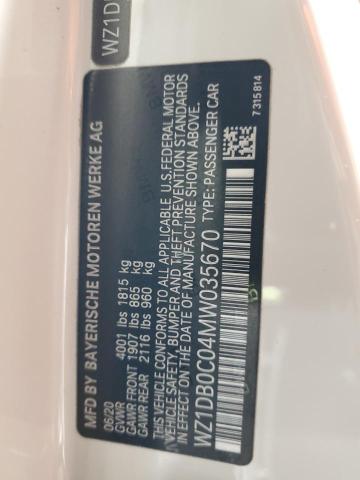 WZ1D
MFD BY BAYERISCHE MOTOREN WERKE AG
06/20
GVWR 4001 lbs 1815 kg
GAWR FRONT 1907 lbs 865 kg
GAWR REAR 2116 lbs 960 kg
THIS VEHICLE CONFORMS TO ALL APPLICABLE U.S.FEDERAL MOTOR
VEHICLE SAFETY, BUMPER AND THEFT PREVENTION STANDARDS
IN EFFECT ON THE DATE OF MANUFACTURE SHOWN ABOVE.
WZ1DB0C04MW035670 TYPE: PASSENGER CAR
7 315 814